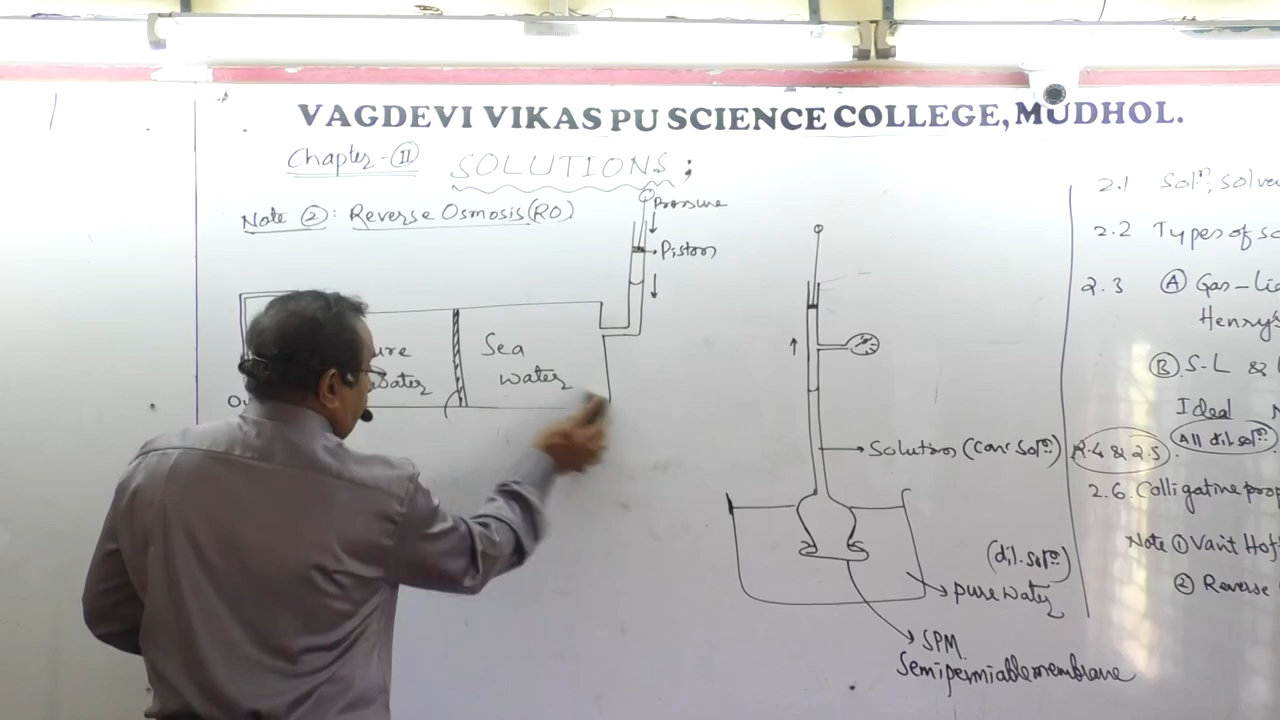 VAGDEVI VIKAS PU SCIENCE COLLEGE, MUDHOL.
Chapter-II
SOLUTIONS;
Note ②: Reverse Osmosis(RO)
Pressure
Piston
Sea
water
Solution (Conc. Solⁿ)
(dil. Solⁿ)
pure water
SPM.
Semipermiable membrane
2.1 Solⁿ, Solve
2.2 Types of So
2.3 Ⓐ Gas-Li
Henry's
Ⓑ S-L &
Ideal
2.4 & 2.5. All dil. Solⁿ.
2.6. Colligative prop
Note ① Vant Hof
② Reverse